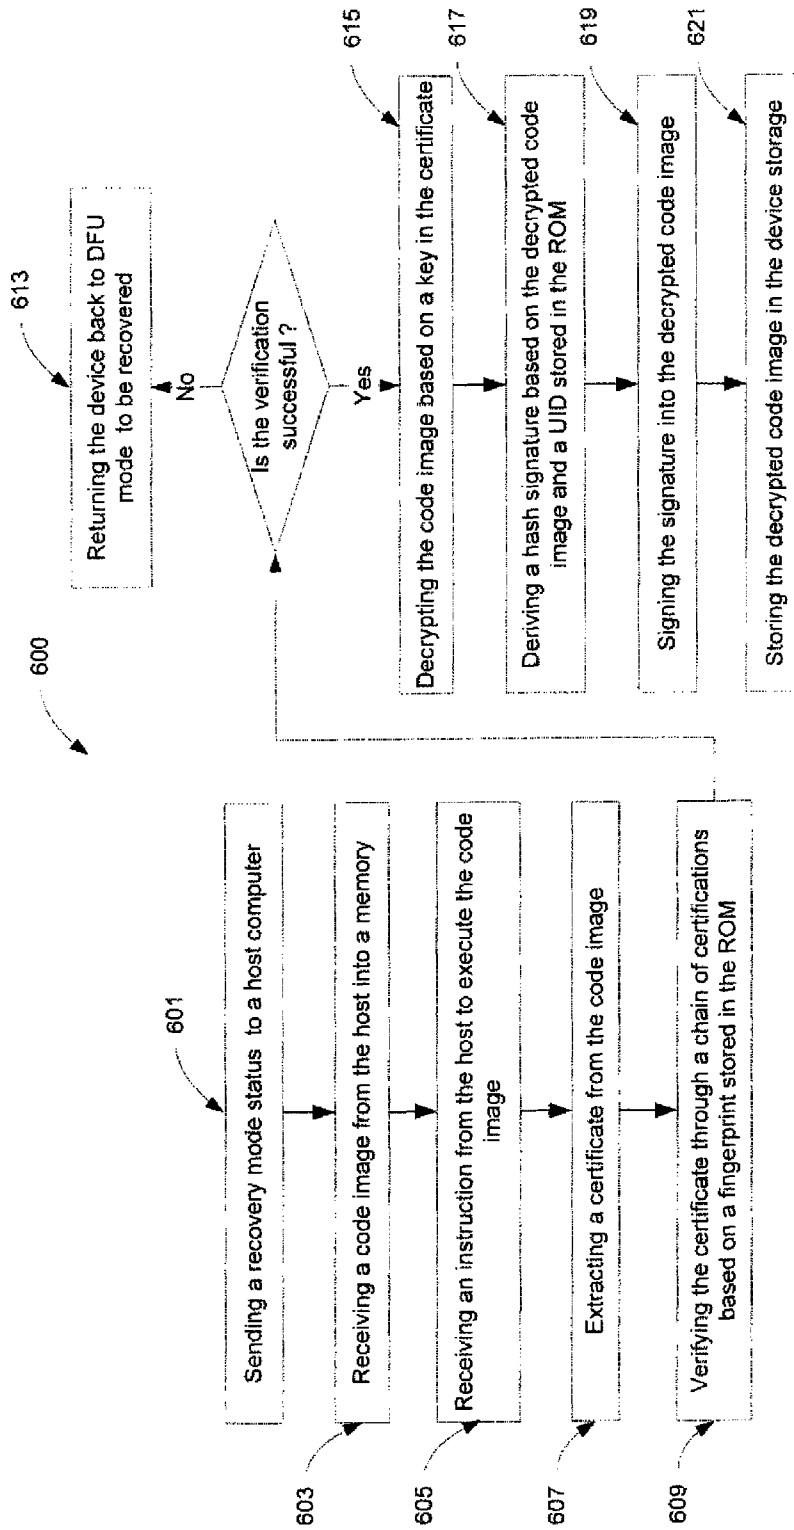 600
601
Sending a recovery mode status to a host computer
603
Receiving a code image from the host into a memory
605
Receiving an instruction from the host to execute the code
image
607
Extracting a certificate from the code image
609
Verifying the certificate through a chain of certifications
based on a fingerprint stored in the ROM
613
Returning the device back to DFU
mode to be recovered
No
Is the verification
successful ?
Yes
615
Decrypting the code image based on a key in the certificate
617
Deriving a hash signature based on the decrypted code
image and a UID stored in the ROM
619
Signing the signature into the decrypted code image
621
Storing the decrypted code image in the device storage